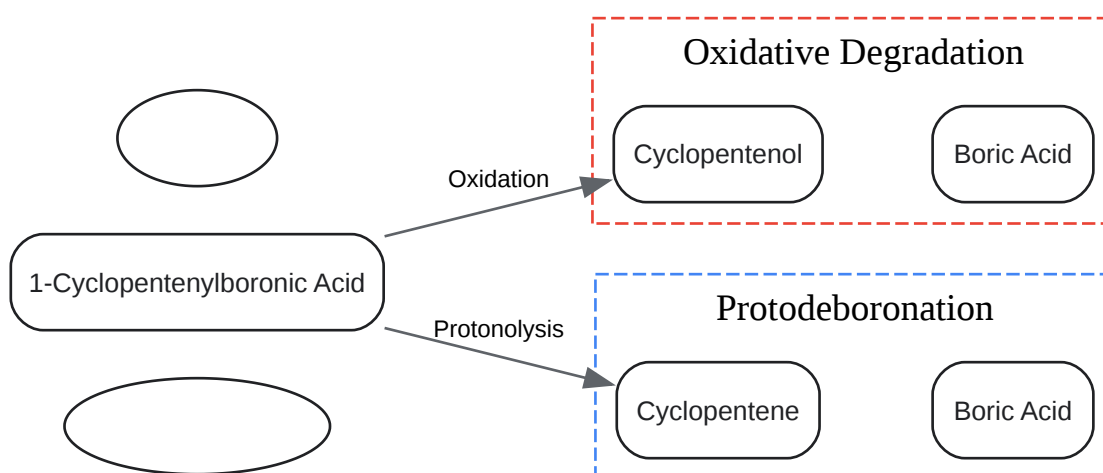 Oxidative Degradation
Cyclopentenol
Boric Acid
Oxidation
1-Cyclopentenylboronic Acid
Protonolysis
Protodeboronation
Cyclopentene
Boric Acid